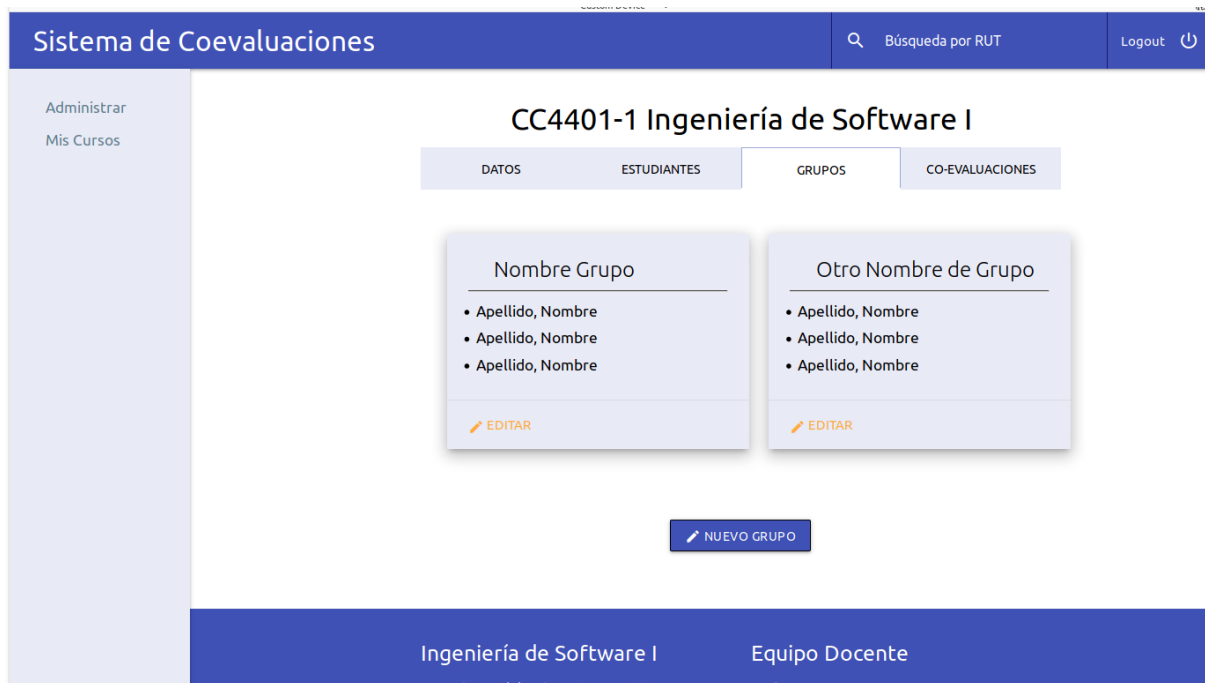 Sistema de Coevaluaciones
Búsqueda por RUT
Logout
Administrar
Mis Cursos
CC4401-1 Ingeniería de Software I
DATOS ESTUDIANTES GRUPOS CO-EVALUACIONES
Nombre Grupo
• Apellido, Nombre
• Apellido, Nombre
• Apellido, Nombre
EDITAR
Otro Nombre de Grupo
• Apellido, Nombre
• Apellido, Nombre
• Apellido, Nombre
EDITAR
NUEVO GRUPO
Ingeniería de Software I
Equipo Docente